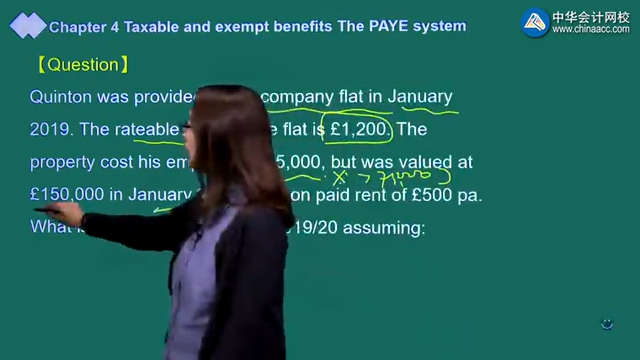 中华会计网校
www.chinaacc.com
Chapter 4 Taxable and exempt benefits The PAYE system
【Question】
Quinton was provide company flat in January
2019. The rateable e flat is £1,200. The
property cost his em 5,000, but was valued at
£150,000 in January on paid rent of £500 pa.
What i 19/20 assuming: